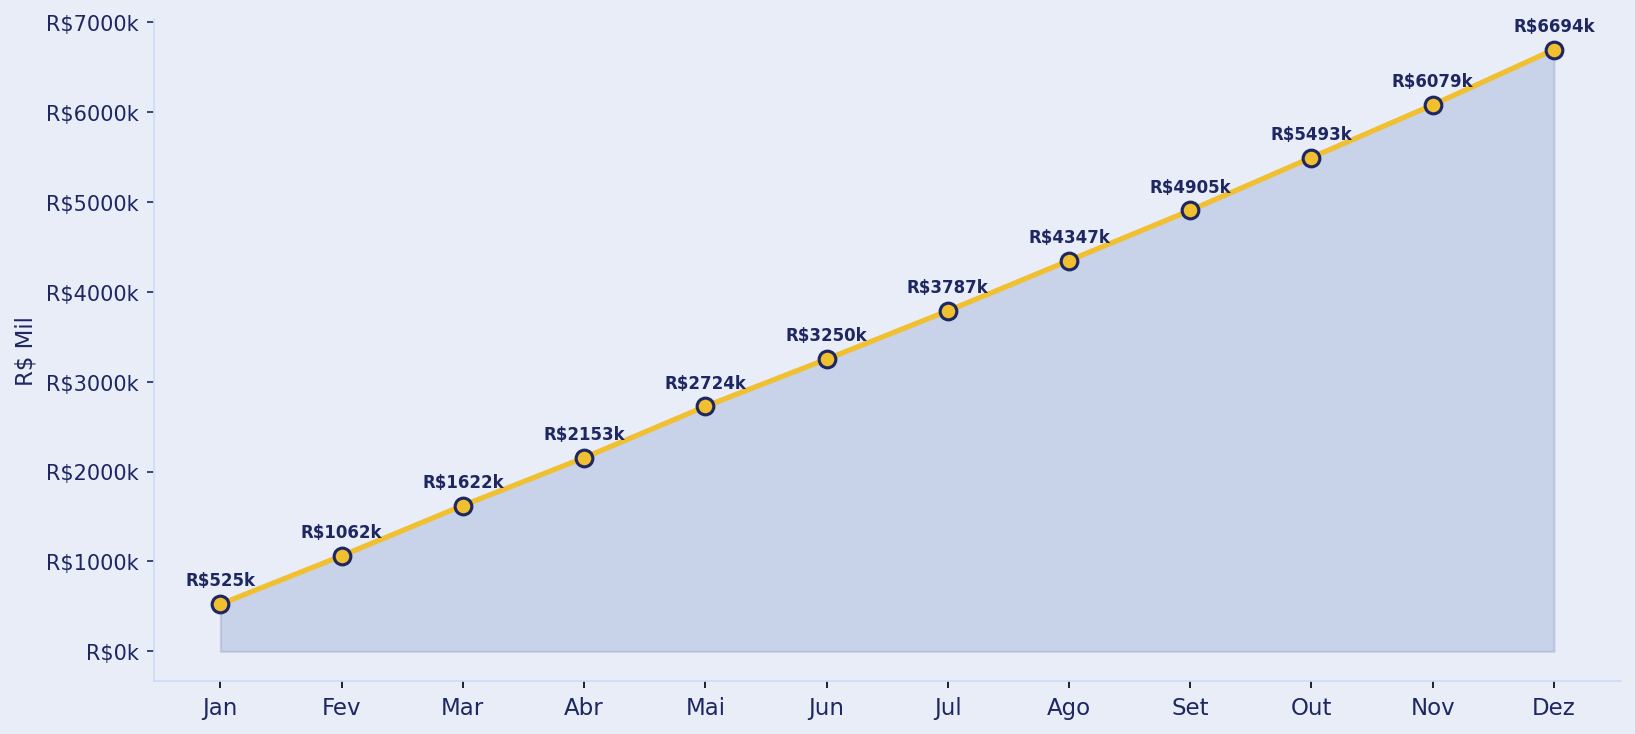 R$ Mil
R$7000k
R$6000k
R$5000k
R$4000k
R$3000k
R$2000k
R$1000k
R$0k
R$525k
R$1062k
R$1622k
R$2153k
R$2724k
R$3250k
R$3787k
R$4347k
R$4905k
R$5493k
R$6079k
R$6694k
Jan Fev Mar Abr Mai Jun Jul Ago Set Out Nov Dez